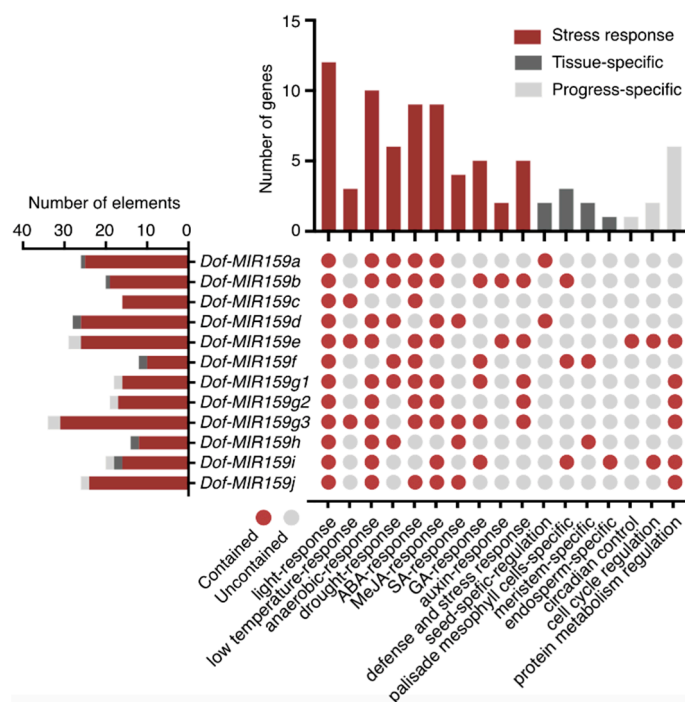 15
10
5
0
Number of genes
Stress response
Tissue-specific
Progress-specific
Number of elements
40 30 20 10 0
Dof-MIR159a
Dof-MIR159b
Dof-MIR159c
Dof-MIR159d
Dof-MIR159e
Dof-MIR159f
Dof-MIR159g1
Dof-MIR159g2
Dof-MIR159g3
Dof-MIR159h
Dof-MIR159i
Dof-MIR159j
Contained
Uncontained
light-response
low temperature-response
anaerobic-response
drought-response
ABA-response
MeJA-response
SA-response
GA-response
auxin-response
defense and stress response
seed-spefic-regulation
palisade mesophyll cells-specific
meristem-specific
endosperm-specific
circadian control
cell cycle regulation
protein metabolism regulation